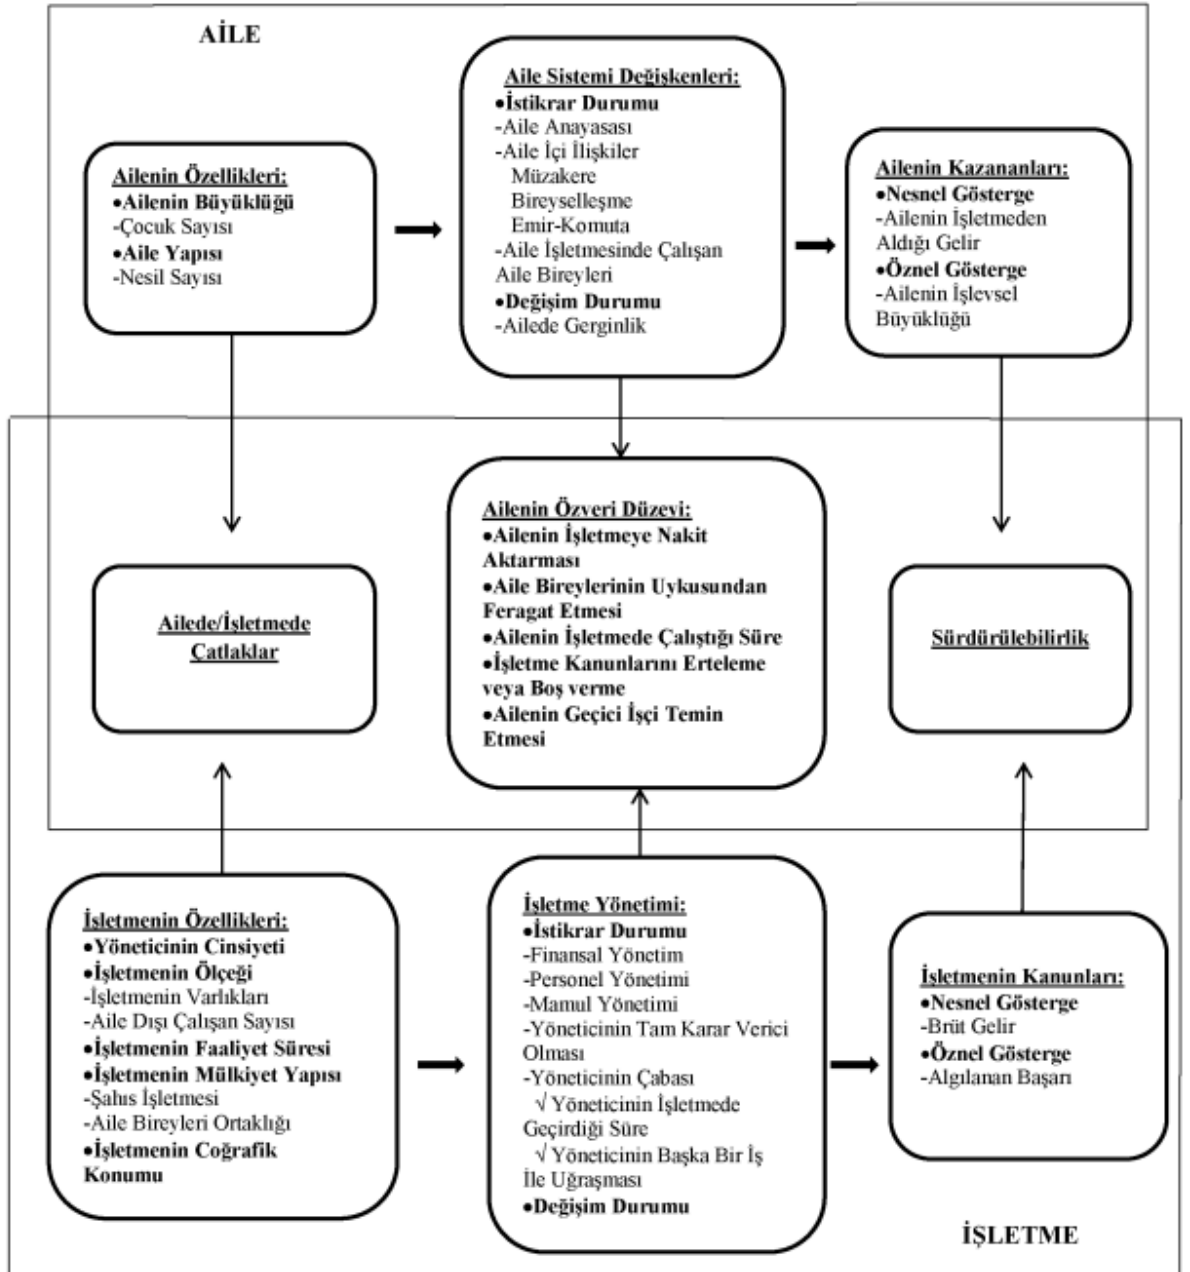 AİLE
Ailenin Özellikleri:
•Ailenin Büyüklüğü
-Çocuk Sayısı
•Aile Yapısı
-Nesil Sayısı
Aile Sistemi Değişkenleri:
•İstikrar Durumu
-Aile Anayasası
-Aile İçi İlişkiler
Müzakere
Bireyselleşme
Emir-Komuta
-Aile İşletmesinde Çalışan
Aile Bireyleri
•Değişim Durumu
-Ailede Gerginlik
Ailenin Kazananları:
•Nesnel Gösterge
-Ailenin İşletmeden
Aldığı Gelir
•Öznel Gösterge
-Ailenin İşlevsel
Büyüklüğü
Ailede/İşletmede
Çatlaklar
Ailenin Özveri Düzevi:
•Ailenin İşletmeye Nakit
Aktarması
•Aile Bireylerinin Uykusundan
Feragat Etmesi
•Ailenin İşletmede Çalıştığı Süre
•İşletme Kanunlarını Erteleme
veya Boş verme
•Ailenin Geçici İşçi Temin
Etmesi
Sürdürülebilirlik
İşletmenin Özellikleri:
•Yöneticinin Cinsiyeti
•İşletmenin Ölçeği
-İşletmenin Varlıkları
-Aile Dışı Çalışan Sayısı
•İşletmenin Faaliyet Süresi
•İşletmenin Mülkiyet Yapısı
-Şahıs İşletmesi
-Aile Bireyleri Ortaklığı
•İşletmenin Coğrafik
Konumu
İşletme Yönetimi:
•İstikrar Durumu
-Finansal Yönetim
-Personel Yönetimi
-Mamul Yönetimi
-Yöneticinin Tam Karar Verici
Olması
-Yöneticinin Çabası
√ Yöneticinin İşletmede
Geçirdiği Süre
√ Yöneticinin Başka Bir İş
İle Uğraşması
•Değişim Durumu
İşletmenin Kanunları:
•Nesnel Gösterge
-Brüt Gelir
•Öznel Gösterge
-Algılanan Başarı
İŞLETME